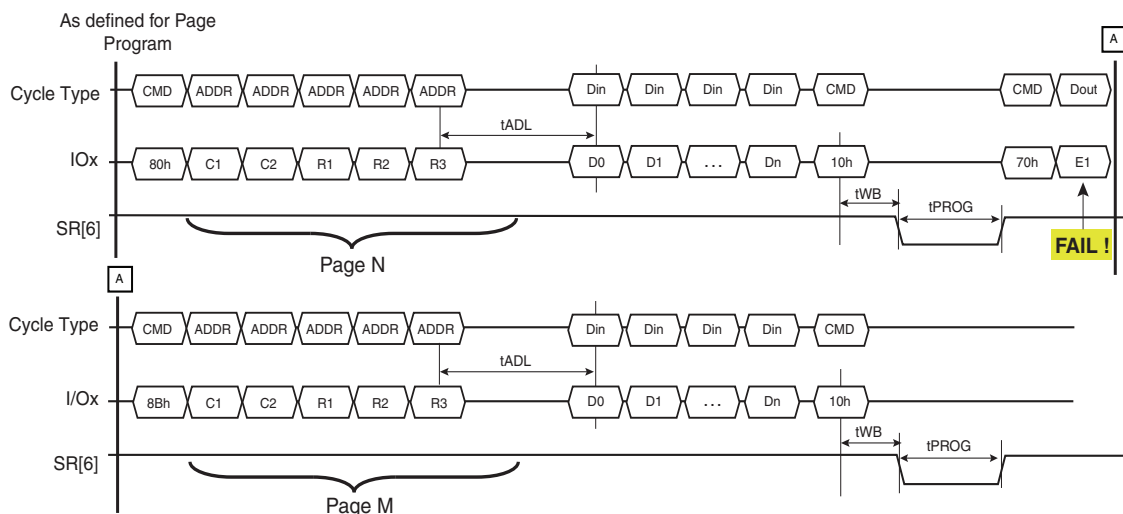 As defined for Page
Program
A
Cycle Type CMD ADDR ADDR ADDR ADDR ADDR Din Din Din Din CMD CMD Dout
tADL
IOx 80h C1 C2 R1 R2 R3 D0 D1 ... Dn 10h 70h E1
tWB tPROG
SR[6]
FAIL !
Page N
A
Cycle Type CMD ADDR ADDR ADDR ADDR ADDR Din Din Din Din CMD
tADL
I/Ox 8Bh C1 C2 R1 R2 R3 D0 D1 ... Dn 10h
tWB tPROG
SR[6]
Page M